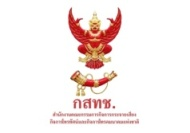 กสทช.
สำนักงานคณะกรรมการกิจการกระจายเสียง
กิจการโทรทัศน์และกิจการโทรคมนาคมแห่งชาติ